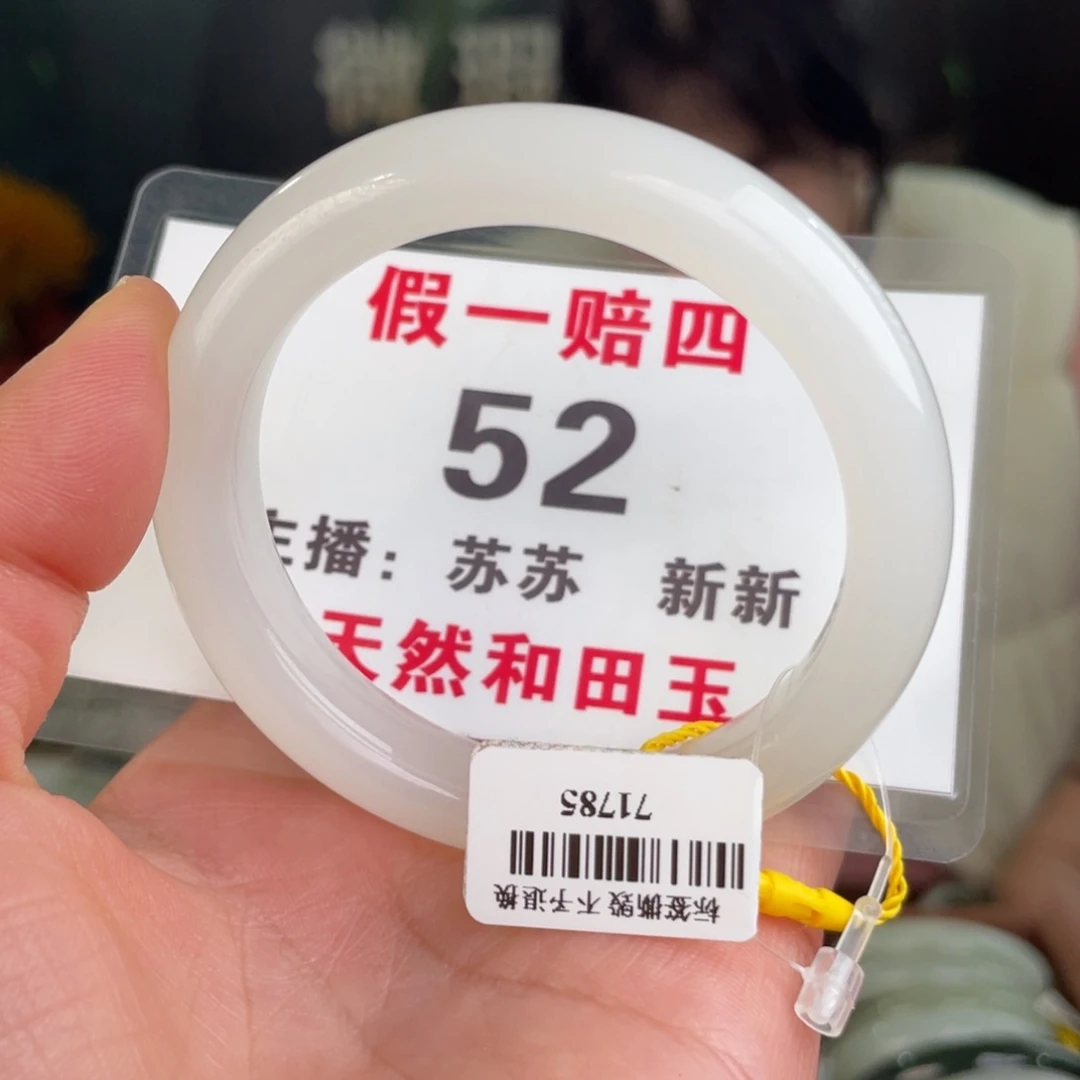 假一赔四
52
主播：苏苏 新新
天然和田玉
71785
标签撕毁 不予退换